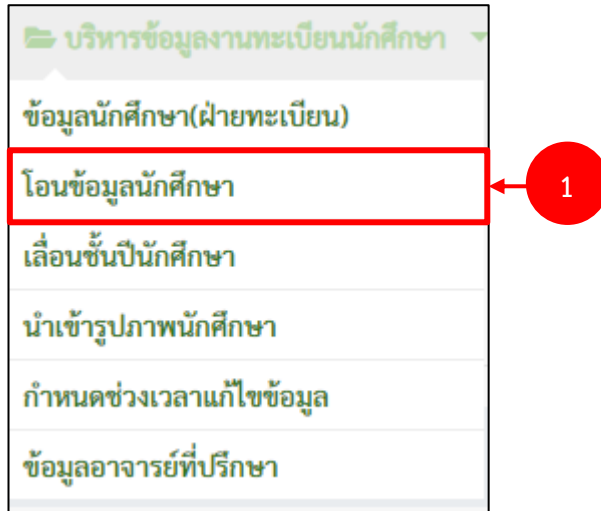 บริหารข้อมูลงานทะเบียนนักศึกษา
ข้อมูลนักศึกษา(ฝ่ายทะเบียน)
โอนข้อมูลนักศึกษา
1
เลื่อนชั้นปีนักศึกษา
นำเข้ารูปภาพนักศึกษา
กำหนดช่วงเวลาแก้ไขข้อมูล
ข้อมูลอาจารย์ที่ปรึกษา